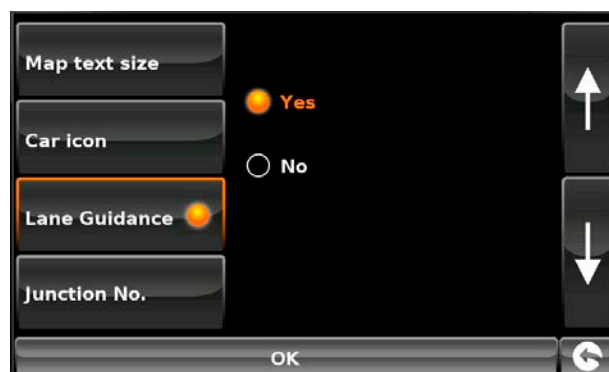 Map text size
Car icon
Lane Guidance
Junction No.
Yes
No
OK